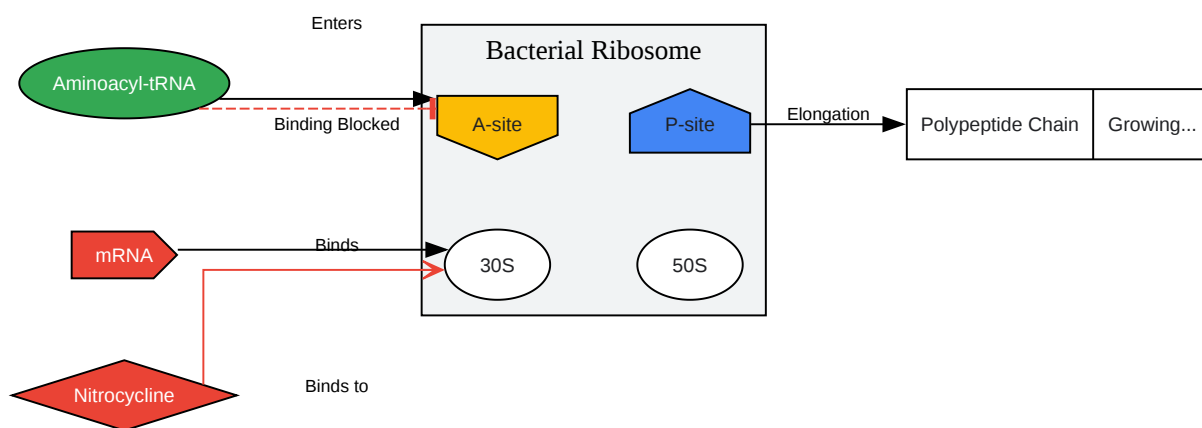 Enters
Bacterial Ribosome
Aminoacyl-tRNA
Binding Blocked
A-site
P-site
Elongation
Polypeptide Chain
Growing...
mRNA
Binds
30S
50S
Nitrocycline
Binds to